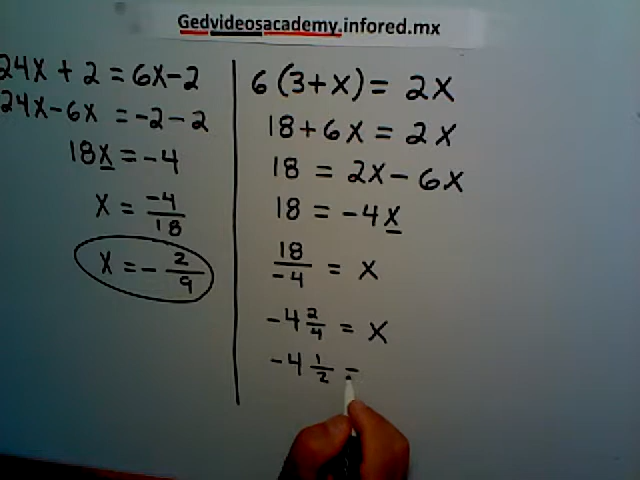 Gedvideosacademy.infored.mx
24X + 2 = 6X - 2
24X - 6X = -2 - 2
18X = -4
X = -4/18
X = - 2/9
6 (3 + X) = 2X
18 + 6X = 2X
18 = 2X - 6X
18 = -4X
18/-4 = X
-4 2/4 = X
-4 1/2 =